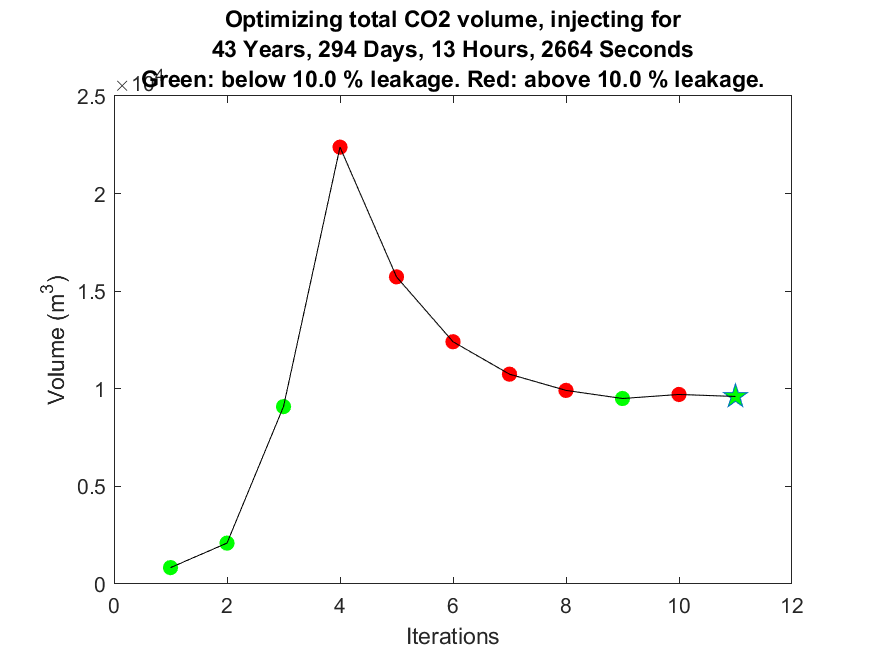 Optimizing total CO2 volume, injecting for
43 Years, 294 Days, 13 Hours, 2664 Seconds
Green: below 10.0 % leakage. Red: above 10.0 % leakage.
×10^4
2.5
2
1.5
1
0.5
0
Volume (m³)
0 2 4 6 8 10 12
Iterations